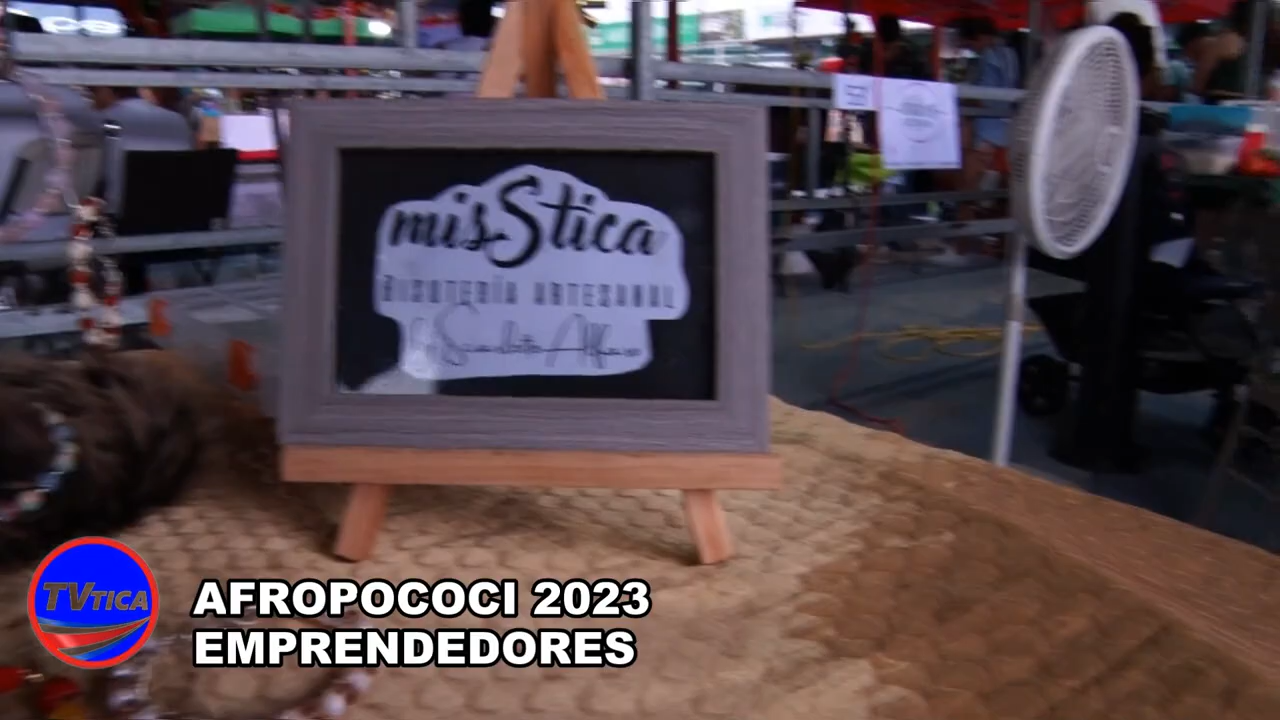 misStica
BISUTERÍA ARTESANAL
TVTICA
AFROPOCOCI 2023
EMPRENDEDORES